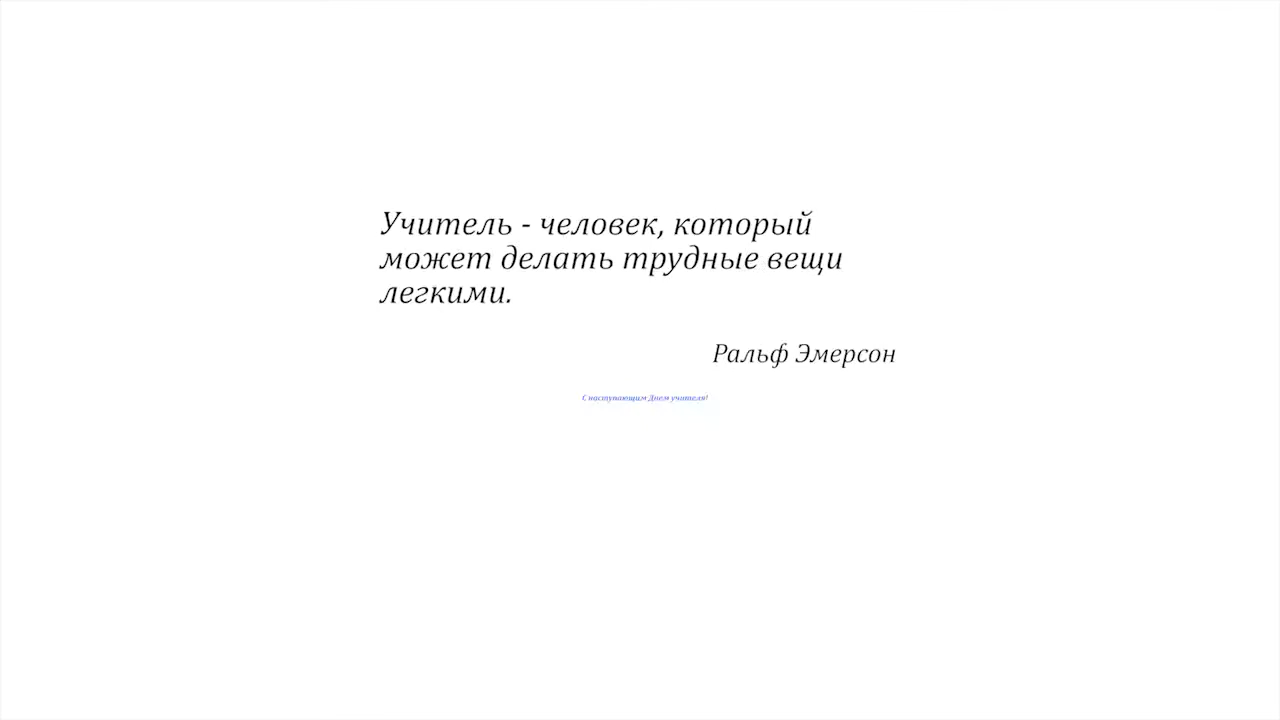 Учитель - человек, который
может делать трудные вещи
легкими.
Ральф Эмерсон
С наступающим Днем учителя!